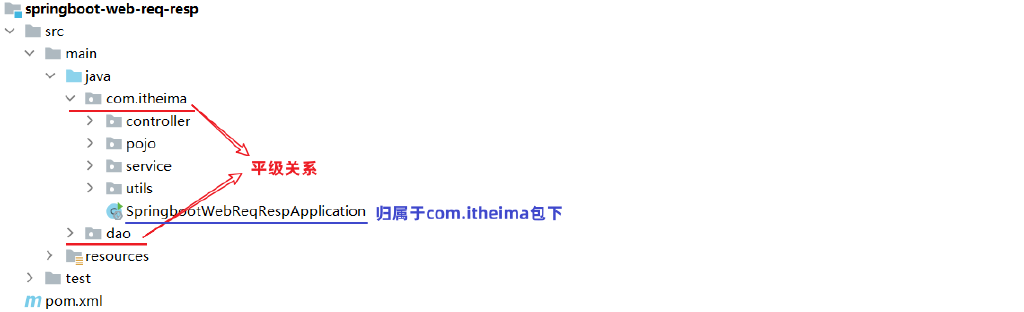 springboot-web-req-resp
src
main
java
com.itheima
controller
pojo
service
平级关系
utils
SpringbootWebReqRespApplication 归属于com.itheima包下
dao
resources
test
pom.xml